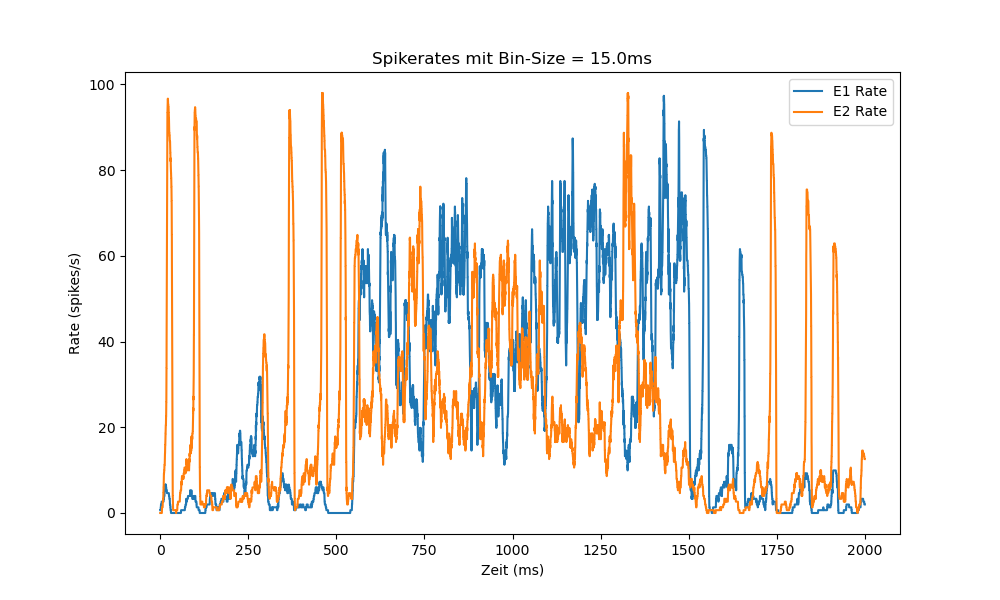 Spikerates mit Bin-Size = 15.0ms
E1 Rate
E2 Rate
Rate (spikes/s)
100
80
60
40
20
0
0 250 500 750 1000 1250 1500 1750 2000
Zeit (ms)